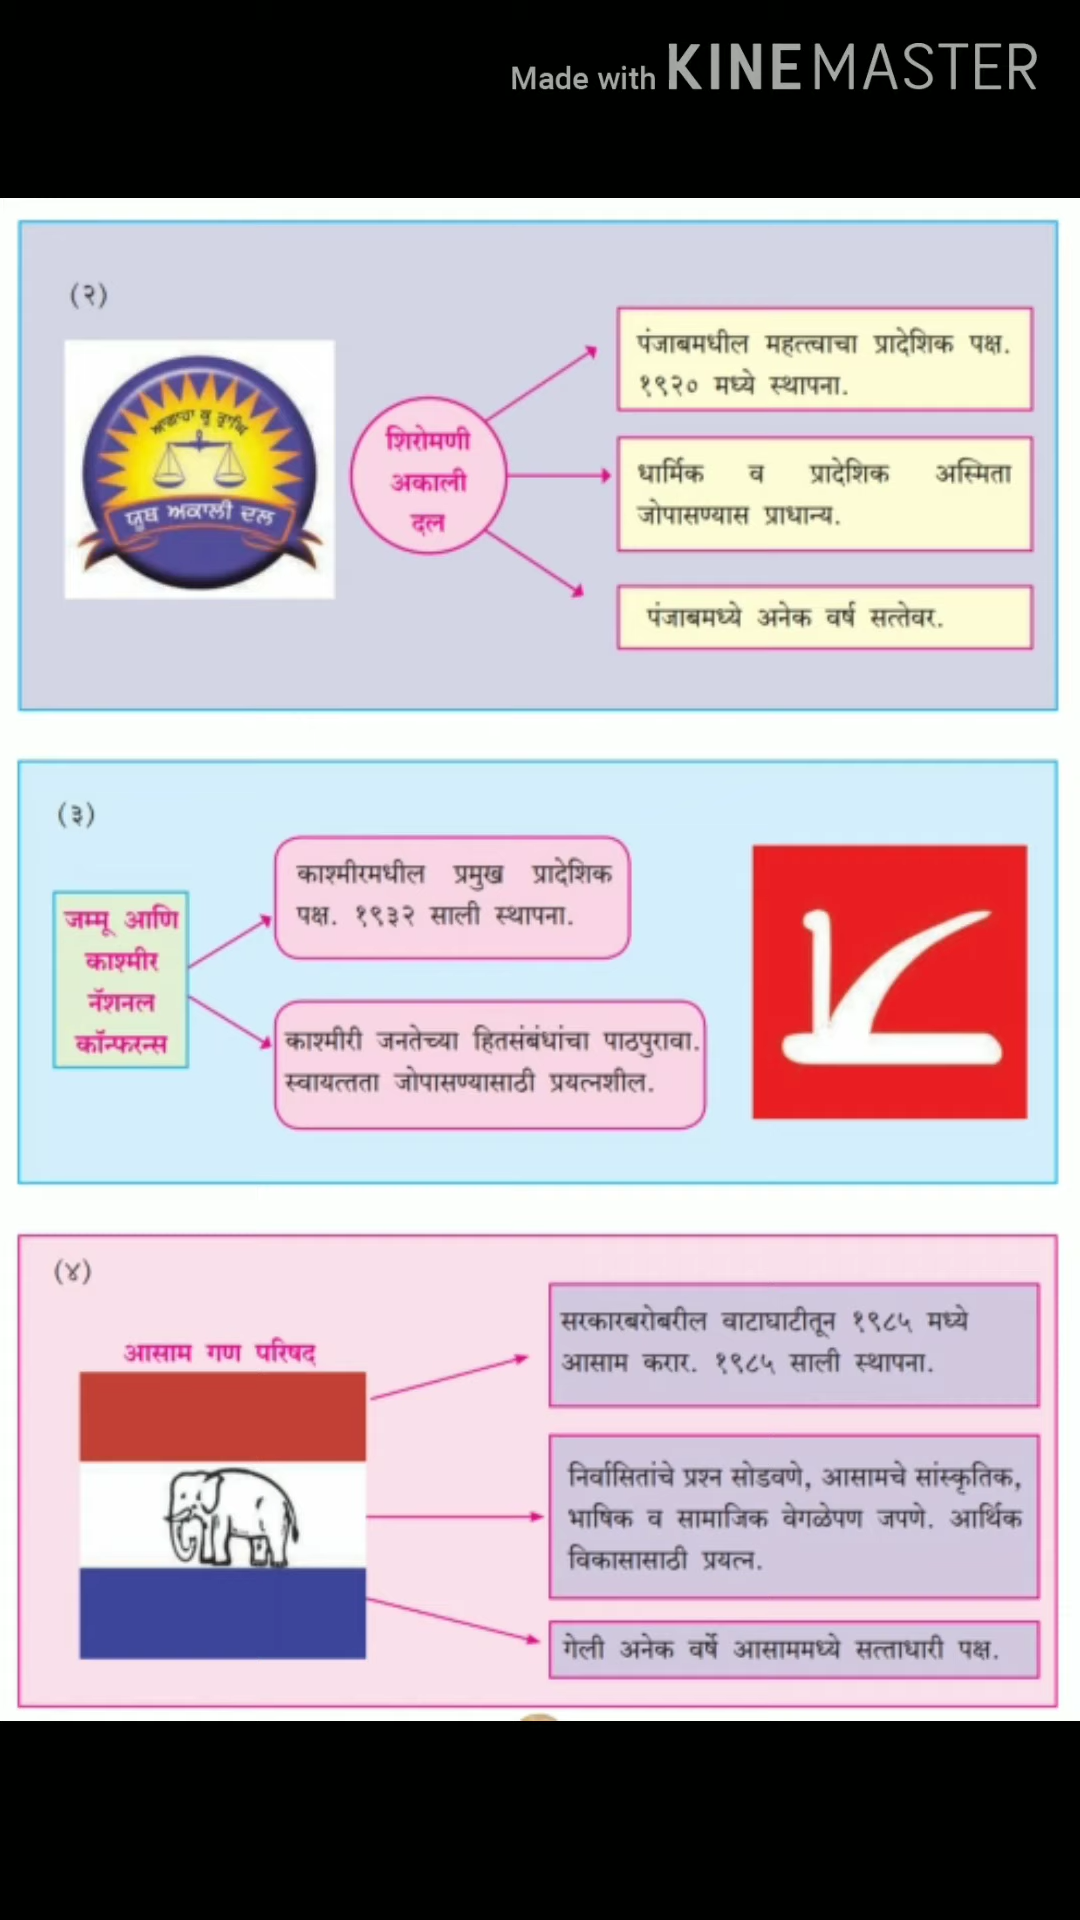 Made with KINEMASTER
(२)
ਯੂਥ ਅਕਾਲੀ ਦਲ
शिरोमणी
अकाली
दल
पंजाबमधील महत्त्वाचा प्रादेशिक पक्ष.
१९२० मध्ये स्थापना.
धार्मिक व प्रादेशिक अस्मिता
जोपासण्यास प्राधान्य.
पंजाबमध्ये अनेक वर्ष सत्तेवर.
(३)
जम्मू आणि
काश्मीर
नॅशनल
कॉन्फरन्स
काश्मीरमधील प्रमुख प्रादेशिक
पक्ष. १९३२ साली स्थापना.
काश्मीरी जनतेच्या हितसंबंधांचा पाठपुरावा.
स्वायत्तता जोपासण्यासाठी प्रयत्नशील.
(४)
आसाम गण परिषद
सरकारबरोबरील वाटाघाटीतून १९८५ मध्ये
आसाम करार. १९८५ साली स्थापना.
निर्वासितांचे प्रश्न सोडवणे, आसामचे सांस्कृतिक,
भाषिक व सामाजिक वेगळेपण जपणे. आर्थिक
विकासासाठी प्रयत्न.
गेली अनेक वर्षे आसाममध्ये सत्ताधारी पक्ष.